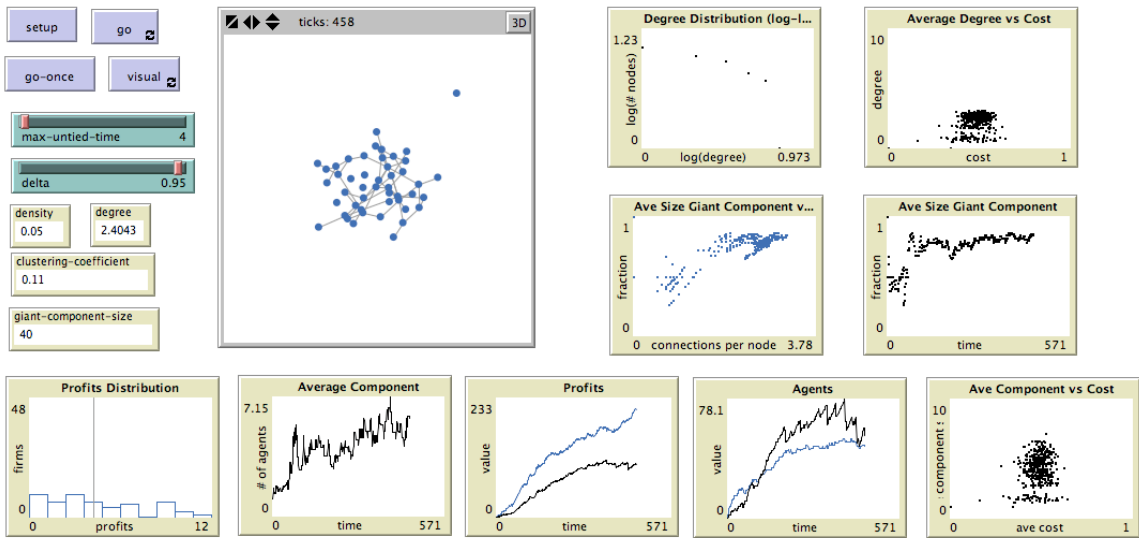 setup
go
go-once
visual
max-untied-time 4
delta 0.95
density
0.05
degree
2.4043
clustering-coefficient
0.11
giant-component-size
40
ticks: 458
3D
Degree Distribution (log-l...
1.23
log(# nodes)
0
0 log(degree) 0.973
Average Degree vs Cost
10
degree
0
0 cost 1
Ave Size Giant Component v...
1
fraction
0
0 connections per node 3.78
Ave Size Giant Component
1
fraction
0
0 time 571
Profits Distribution
48
firms
0
0 profits 12
Average Component
7.15
# of agents
0
0 time 571
Profits
233
value
0
0 time 571
Agents
78.1
value
0
0 time 571
Ave Component vs Cost
10
: component s :
0
0 ave cost 1